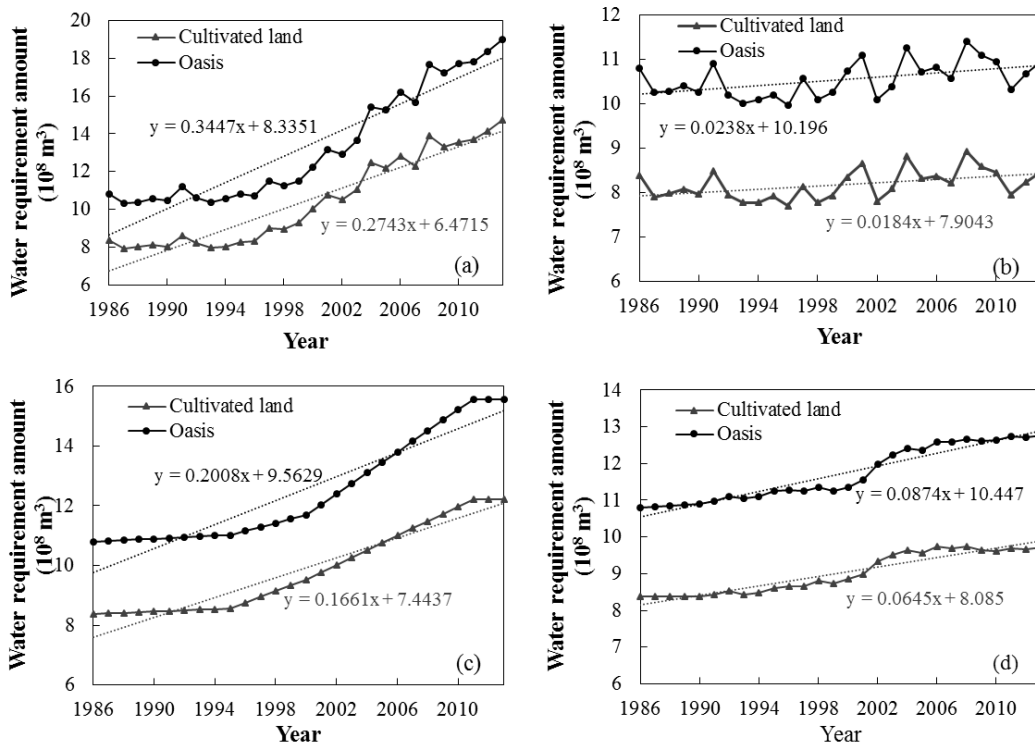 Water requirement amount
(10⁸ m³)
20
18
16
14
12
10
8
6
Cultivated land
Oasis
y = 0.3447x + 8.3351
y = 0.2743x + 6.4715
(a)
1986 1990 1994 1998 2002 2006 2010
Year
Water requirement amount
(10⁸ m³)
12
11
10
9
8
7
6
Cultivated land
Oasis
y = 0.0238x + 10.196
y = 0.0184x + 7.9043
(b)
1986 1990 1994 1998 2002 2006 2010
Year
Water requirement amount
(10⁸ m³)
16
14
12
10
8
6
Cultivated land
Oasis
y = 0.2008x + 9.5629
y = 0.1661x + 7.4437
(c)
1986 1990 1994 1998 2002 2006 2010
Year
Water requirement amount
(10⁸ m³)
13
12
11
10
9
8
7
6
5
Cultivated land
Oasis
y = 0.0874x + 10.447
y = 0.0645x + 8.085
(d)
1986 1990 1994 1998 2002 2006 2010
Year